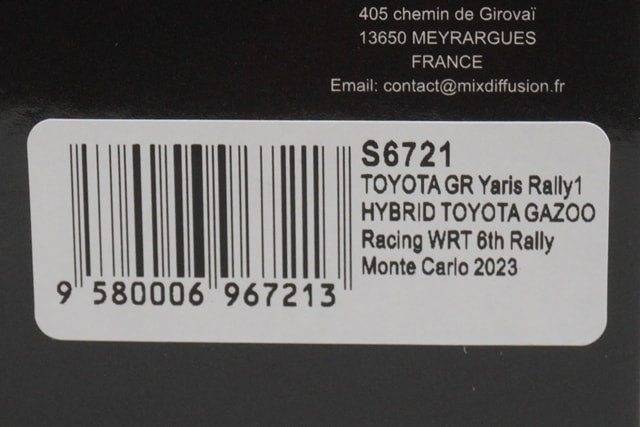 405 chemin de Girovaï
13650 MEYRARGUES
FRANCE
Email: contact@mixdiffusion.fr
S6721
TOYOTA GR Yaris Rally1
HYBRID TOYOTA GAZOO
Racing WRT 6th Rally
Monte Carlo 2023
9 580006 967213